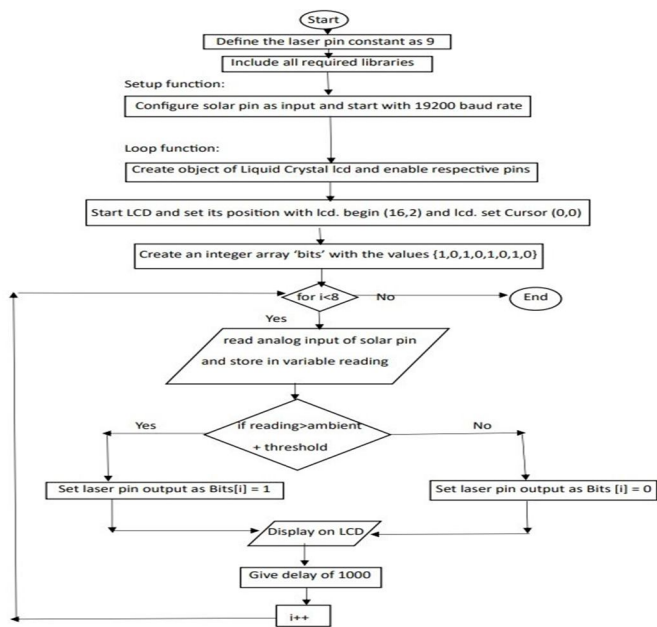 Start
Define the laser pin constant as 9
Include all required libraries
Setup function:
Configure solar pin as input and start with 19200 baud rate
Loop function:
Create object of Liquid Crystal lcd and enable respective pins
Start LCD and set its position with lcd. begin (16,2) and lcd. set Cursor (0,0)
Create an integer array ‘bits’ with the values {1,0,1,0,1,0,1,0}
for i<8
No
End
Yes
read analog input of solar pin
and store in variable reading
if reading>ambient
+ threshold
Yes
No
Set laser pin output as Bits[i] = 1
Set laser pin output as Bits [i] = 0
Display on LCD
Give delay of 1000
i++